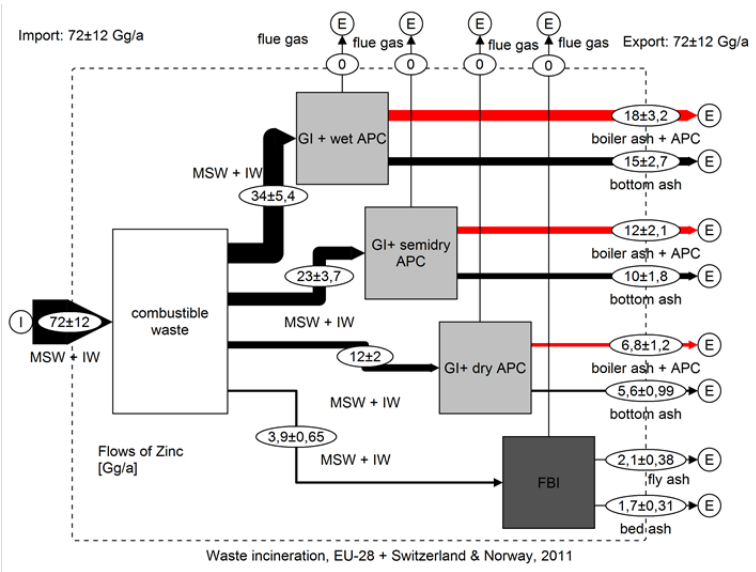 Import: 72±12 Gg/a
E
E
E
E
flue gas
flue gas
flue gas
flue gas
Export: 72±12 Gg/a
0
0
0
0
GI + wet APC
18±3,2
E
boiler ash + APC
15±2,7
E
bottom ash
MSW + IW
34±5,4
GI+ semidry
APC
12±2,1
E
boiler ash + APC
10±1,8
E
bottom ash
23±3,7
MSW + IW
I
72±12
MSW + IW
combustible
waste
12±2
MSW + IW
GI+ dry APC
6,8±1,2
E
boiler ash + APC
5,6±0,99
E
bottom ash
3,9±0,65
MSW + IW
Flows of Zinc
[Gg/a]
FBI
2,1±0,38
E
fly ash
1,7±0,31
E
bed ash
Waste incineration, EU-28 + Switzerland & Norway, 2011